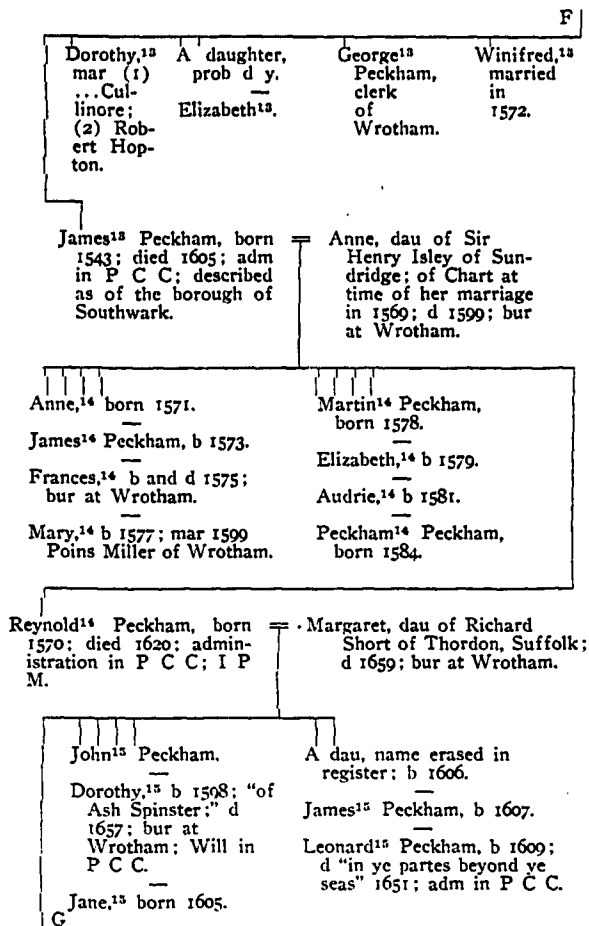 F
Dorothy,¹³
mar (1)
...Cul-
linore;
(2) Rob-
ert Hop-
ton.
A daughter,
prob d y.
—
Elizabeth¹³.
George¹³
Peckham,
clerk
of
Wrotham.
Winifred,¹³
married
in
1572.
James¹³ Peckham, born
1543; died 1605; adm
in P C C; described
as of the borough of
Southwark.
=
Anne, dau of Sir
Henry Isley of Sun-
dridge; of Chart at
time of her marriage
in 1569; d 1599; bur
at Wrotham.
Anne,¹⁴ born 1571.
—
James¹⁴ Peckham, b 1573.
—
Frances,¹⁴ b and d 1575;
bur at Wrotham.
—
Mary,¹⁴ b 1577; mar 1599
Poins Miller of Wrotham.
Martin¹⁴ Peckham,
born 1578.
—
Elizabeth,¹⁴ b 1579.
—
Audrie,¹⁴ b 1581.
—
Peckham¹⁴ Peckham,
born 1584.
Reynold¹⁴ Peckham, born
1570; died 1620; admin-
istration in P C C; I P
M.
=
Margaret, dau of Richard
Short of Thordon, Suffolk;
d 1659; bur at Wrotham.
John¹⁵ Peckham.
—
Dorothy,¹⁵ b 1598; "of
Ash Spinster;" d
1657; bur at
Wrotham; Will in
P C C.
—
Jane,¹⁵ born 1605.
A dau, name erased in
register; b 1606.
—
James¹⁵ Peckham, b 1607.
—
Leonard¹⁵ Peckham, b 1609;
d "in ye partes beyond ye
seas" 1651; adm in P C C.
G